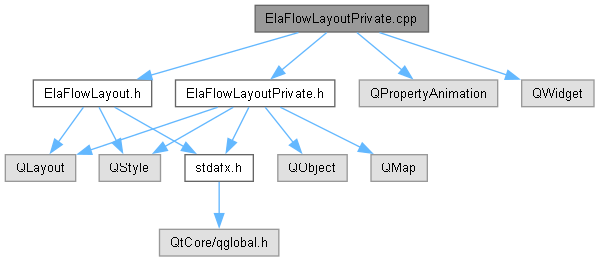 ElaFlowLayoutPrivate.cpp
ElaFlowLayout.h
ElaFlowLayoutPrivate.h
QPropertyAnimation
QWidget
QLayout
QStyle
stdafx.h
QObject
QMap
QtCore/qglobal.h